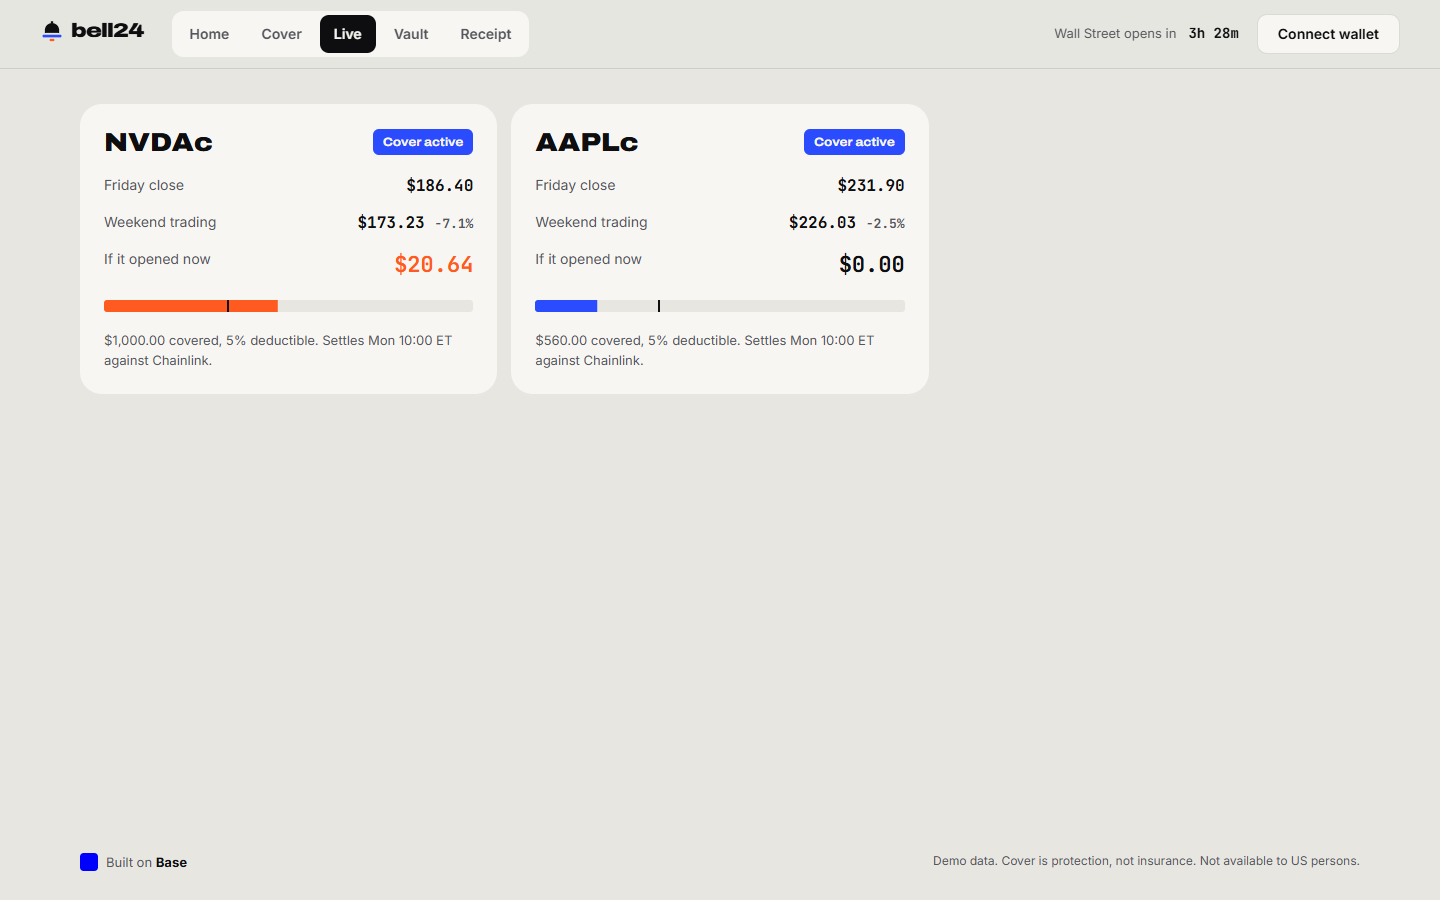 bell24
Home Cover Live Vault Receipt
Wall Street opens in 3h 28m
Connect wallet
NVDAc Cover active
Friday close $186.40
Weekend trading $173.23 -7.1%
If it opened now $20.64
$1,000.00 covered, 5% deductible. Settles Mon 10:00 ET
against Chainlink.
AAPLc Cover active
Friday close $231.90
Weekend trading $226.03 -2.5%
If it opened now $0.00
$560.00 covered, 5% deductible. Settles Mon 10:00 ET
against Chainlink.
Built on Base
Demo data. Cover is protection, not insurance. Not available to US persons.